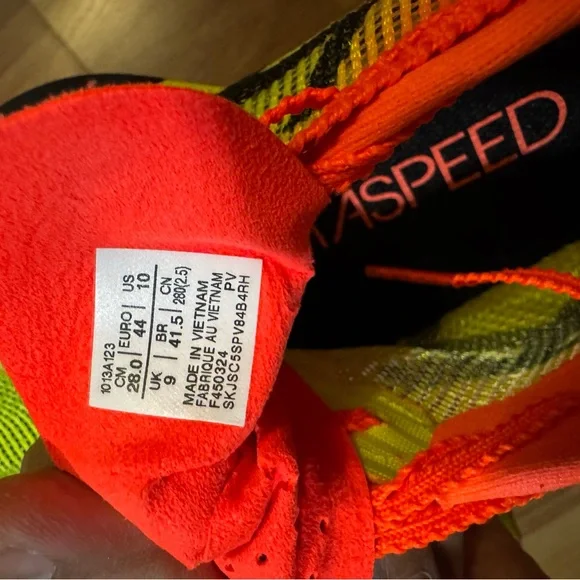 ASPEED
1013A123
CM | EURO | US
28.0 | 44 | 10
UK | BR | CN
9 | 41.5 | 280(2.5)
MADE IN VIETNAM
FABRIQUE AU VIETNAM
F450324 PV
SKJSC5SPV84B4RH